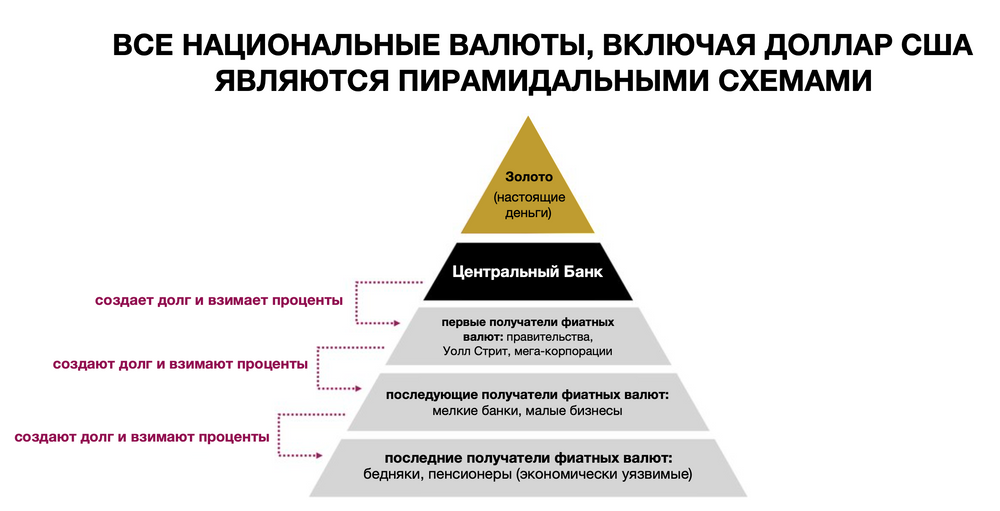 ВСЕ НАЦИОНАЛЬНЫЕ ВАЛЮТЫ, ВКЛЮЧАЯ ДОЛЛАР США
ЯВЛЯЮТСЯ ПИРАМИДАЛЬНЫМИ СХЕМАМИ
Золото
(настоящие
деньги)
Центральный Банк
создает долг и взимает проценты
первые получатели фиатных
валют: правительства,
Уолл Стрит, мега-корпорации
создают долг и взимают проценты
последующие получатели фиатных валют:
мелкие банки, малые бизнесы
создают долг и взимают проценты
последние получатели фиатных валют:
бедняки, пенсионеры (экономически уязвимые)